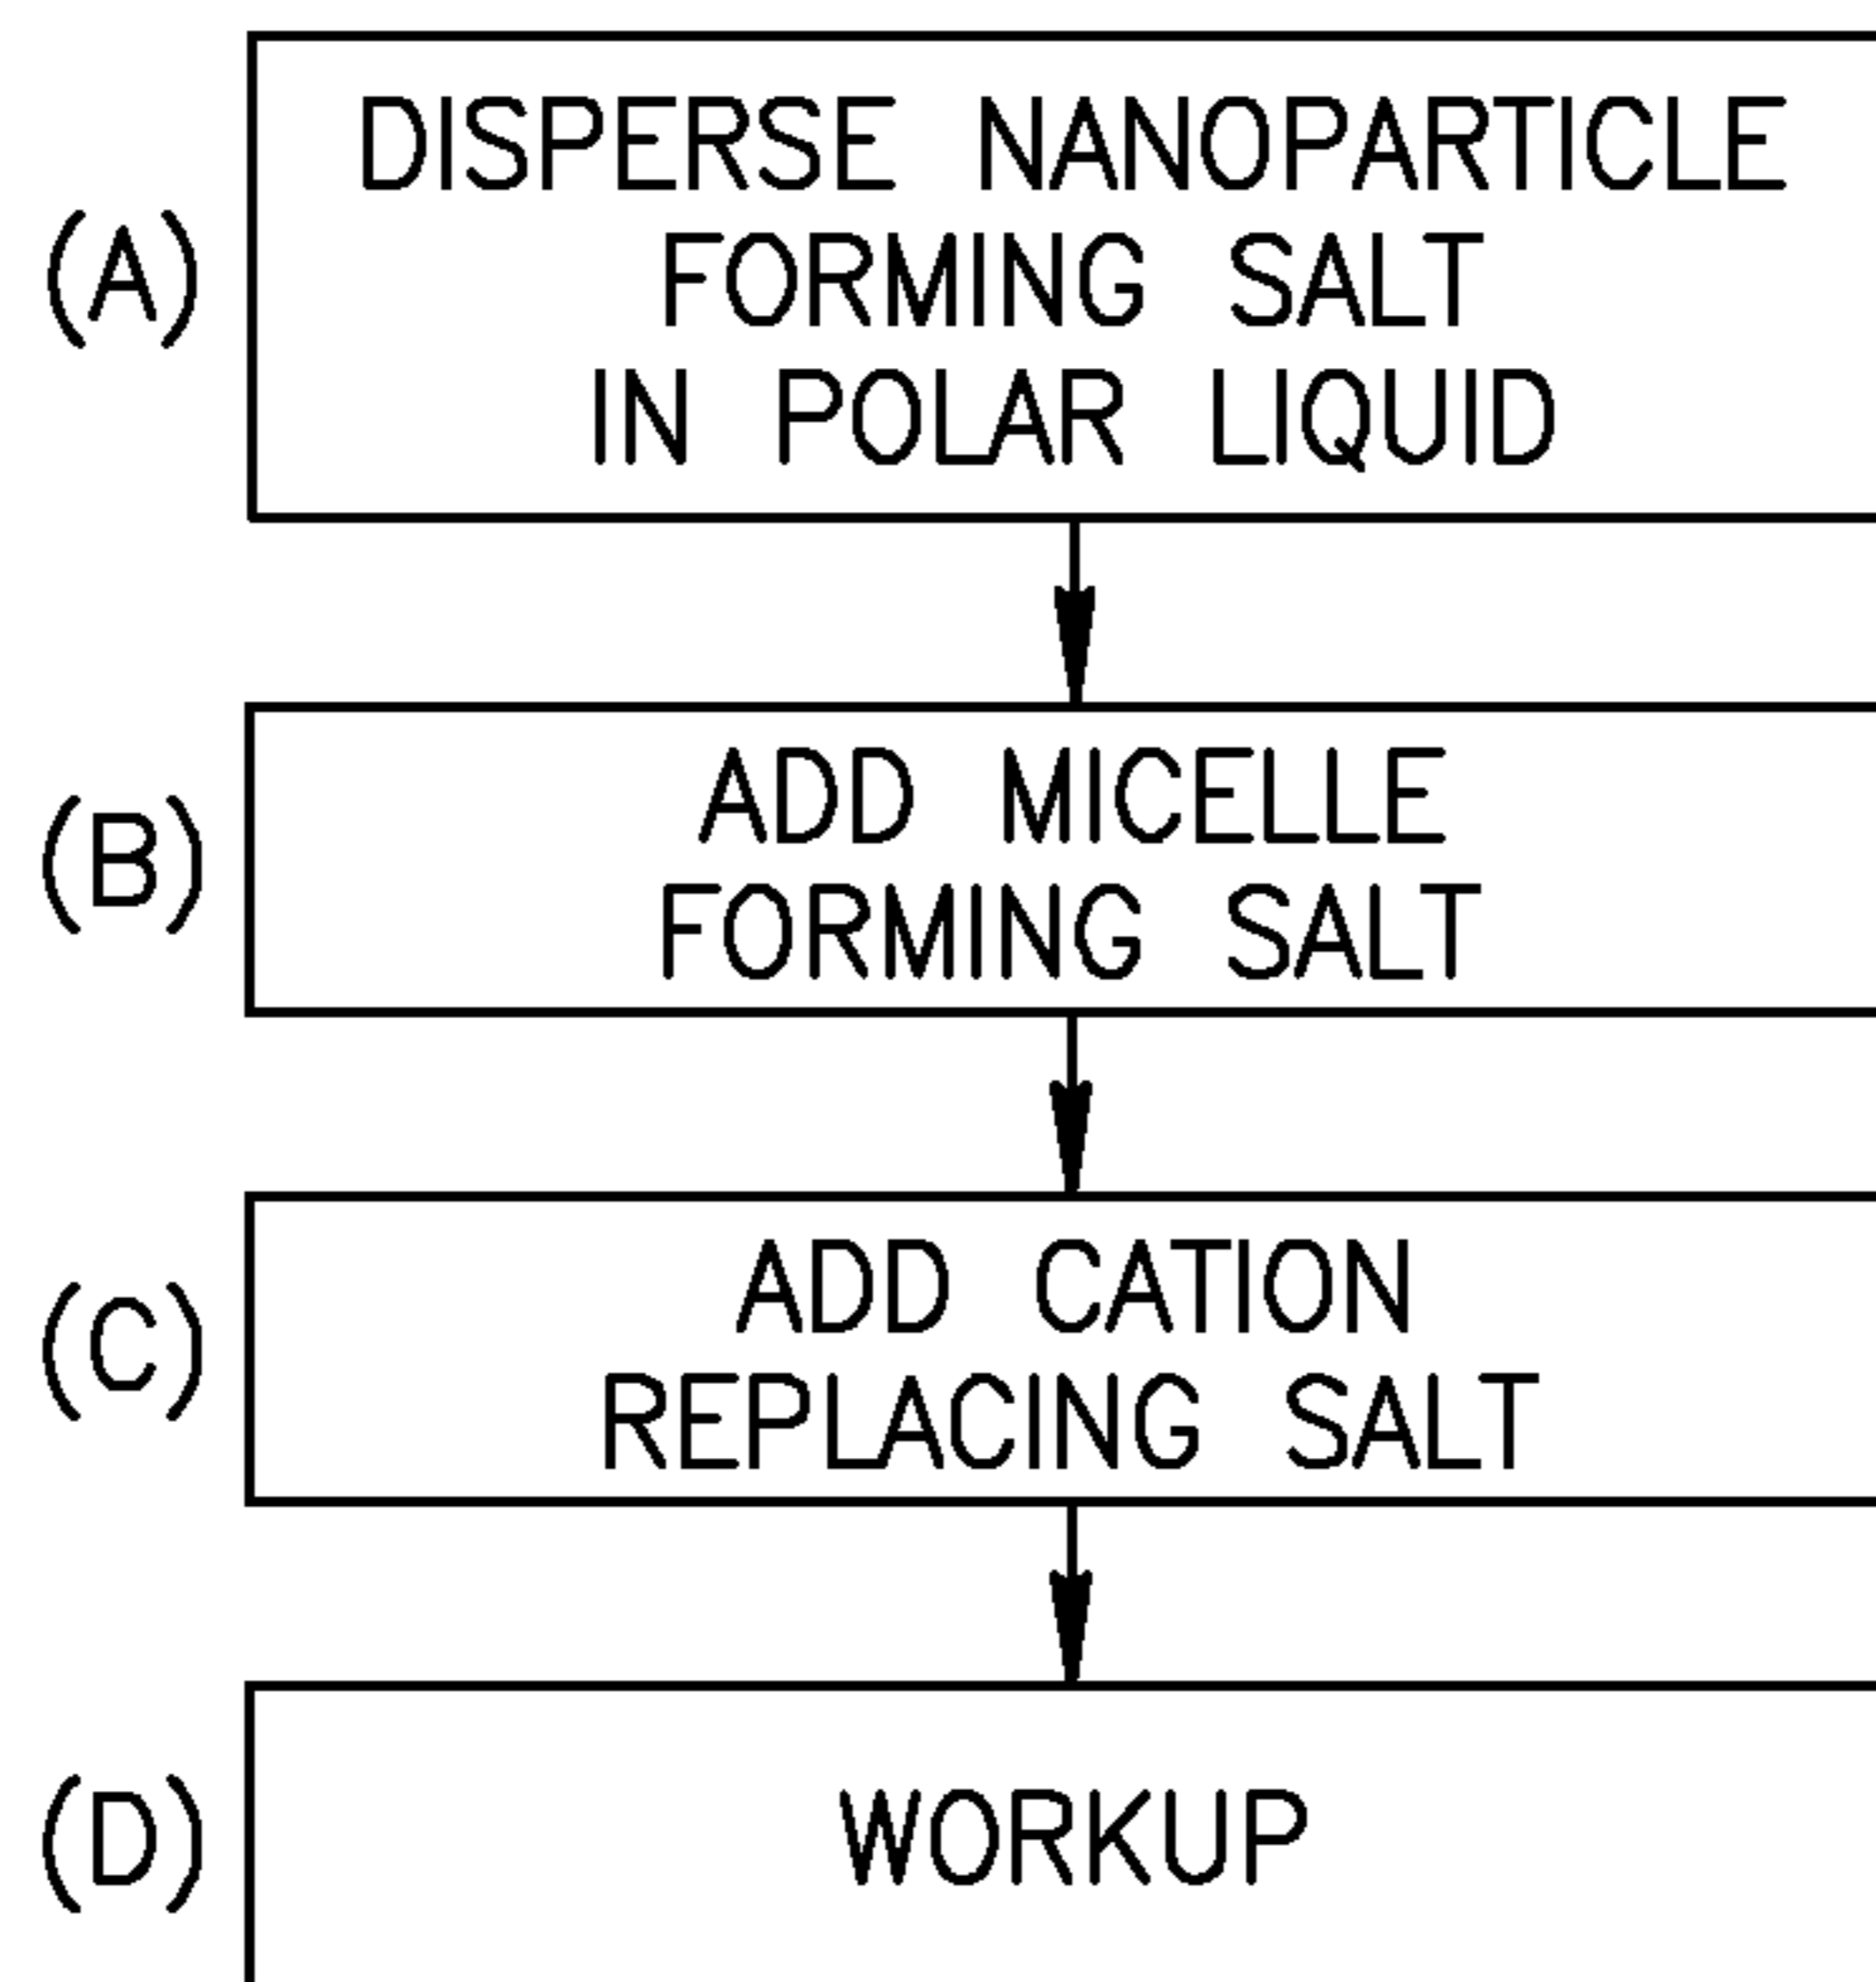 (A)
DISPERSE NANOPARTICLE
FORMING SALT
IN POLAR LIQUID
(B)
ADD MICELLE
FORMING SALT
(C)
ADD CATION
REPLACING SALT
(D)
WORKUP